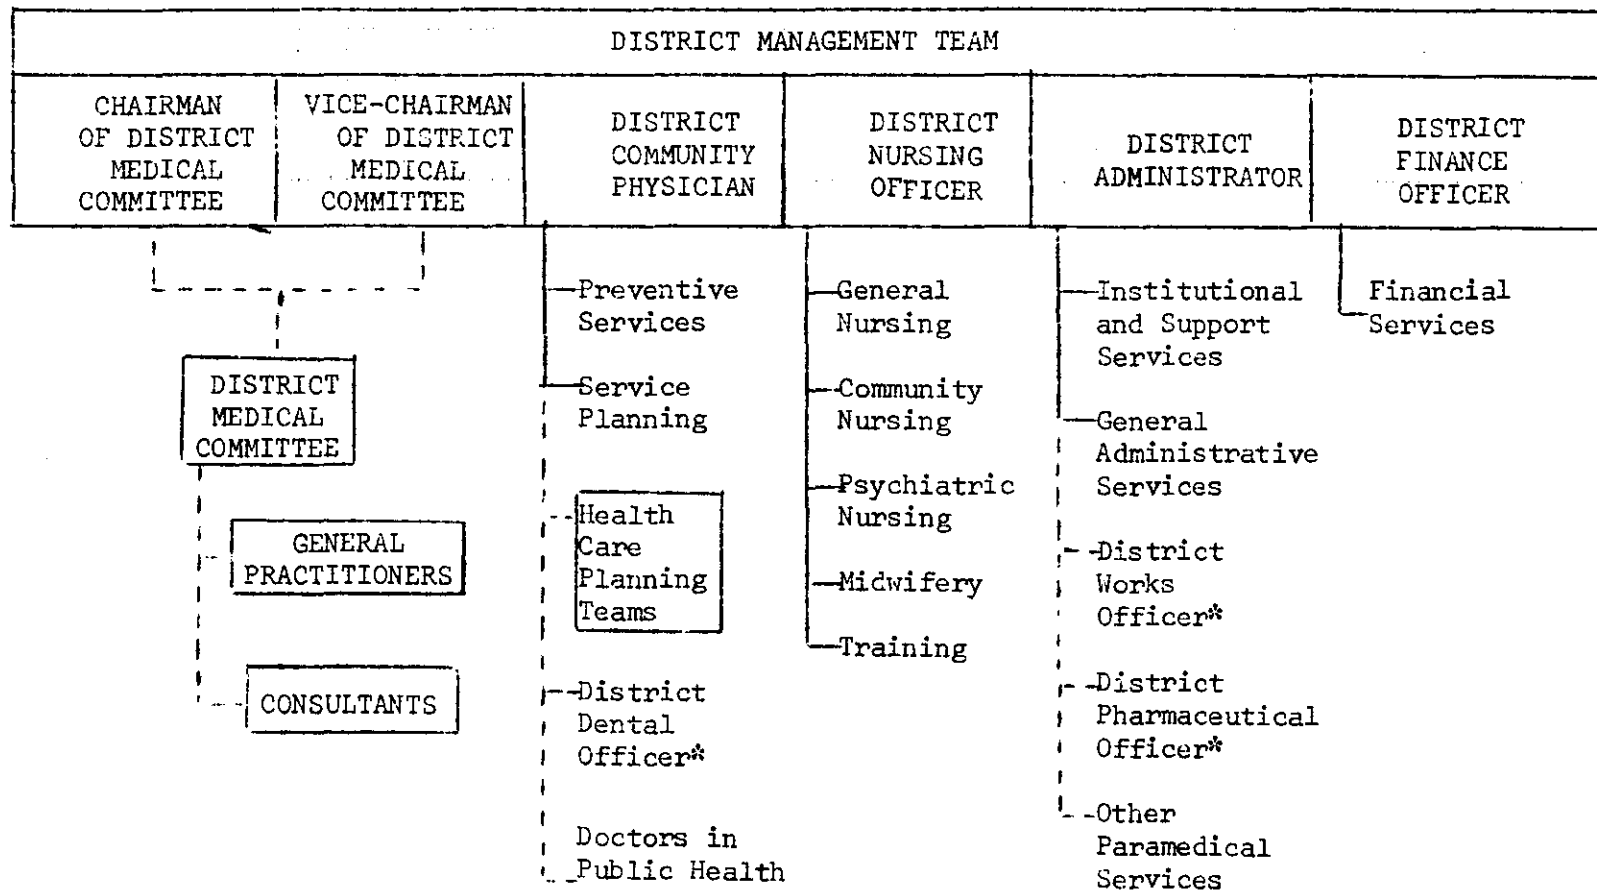 DISTRICT MANAGEMENT TEAM
CHAIRMAN
OF DISTRICT
MEDICAL
COMMITTEE
VICE-CHAIRMAN
OF DISTRICT
MEDICAL
COMMITTEE
DISTRICT
COMMUNITY
PHYSICIAN
DISTRICT
NURSING
OFFICER
DISTRICT
ADMINISTRATOR
DISTRICT
FINANCE
OFFICER
DISTRICT
MEDICAL
COMMITTEE
GENERAL
PRACTITIONERS
CONSULTANTS
Preventive
Services
Service
Planning
Health
Care
Planning
Teams
District
Dental
Officer*
Doctors in
Public Health
General
Nursing
Community
Nursing
Psychiatric
Nursing
Midwifery
Training
Institutional
and Support
Services
General
Administrative
Services
District
Works
Officer*
District
Pharmaceutical
Officer*
Other
Paramedical
Services
Financial
Services